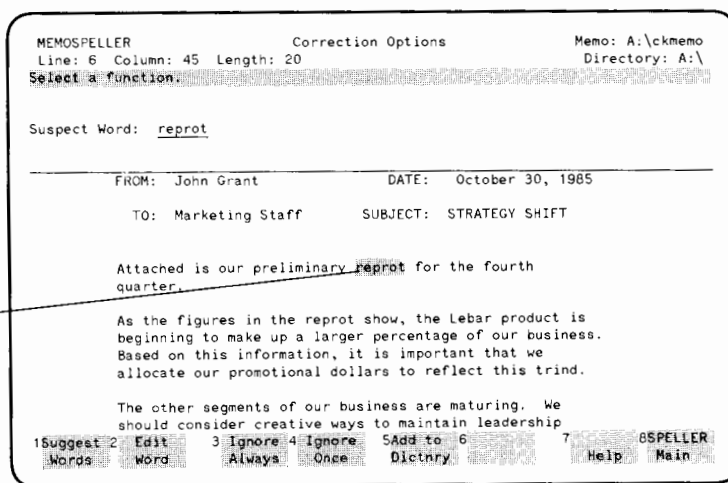 MEMOSPELLER Correction Options Memo: A:\ckmemo
Line: 6 Column: 45 Length: 20 Directory: A:\
Select a function.
Suspect Word: reprot
FROM: John Grant DATE: October 30, 1985
TO: Marketing Staff SUBJECT: STRATEGY SHIFT
Attached is our preliminary reprot for the fourth
quarter.
As the figures in the reprot show, the Lebar product is
beginning to make up a larger percentage of our business.
Based on this information, it is important that we
allocate our promotional dollars to reflect this trind.
The other segments of our business are maturing. We
should consider creative ways to maintain leadership
1Suggest 2 Edit 3 Ignore 4 Ignore 5Add to 6 7 8SPELLER
Words Word Always Once Dictnry Help Main